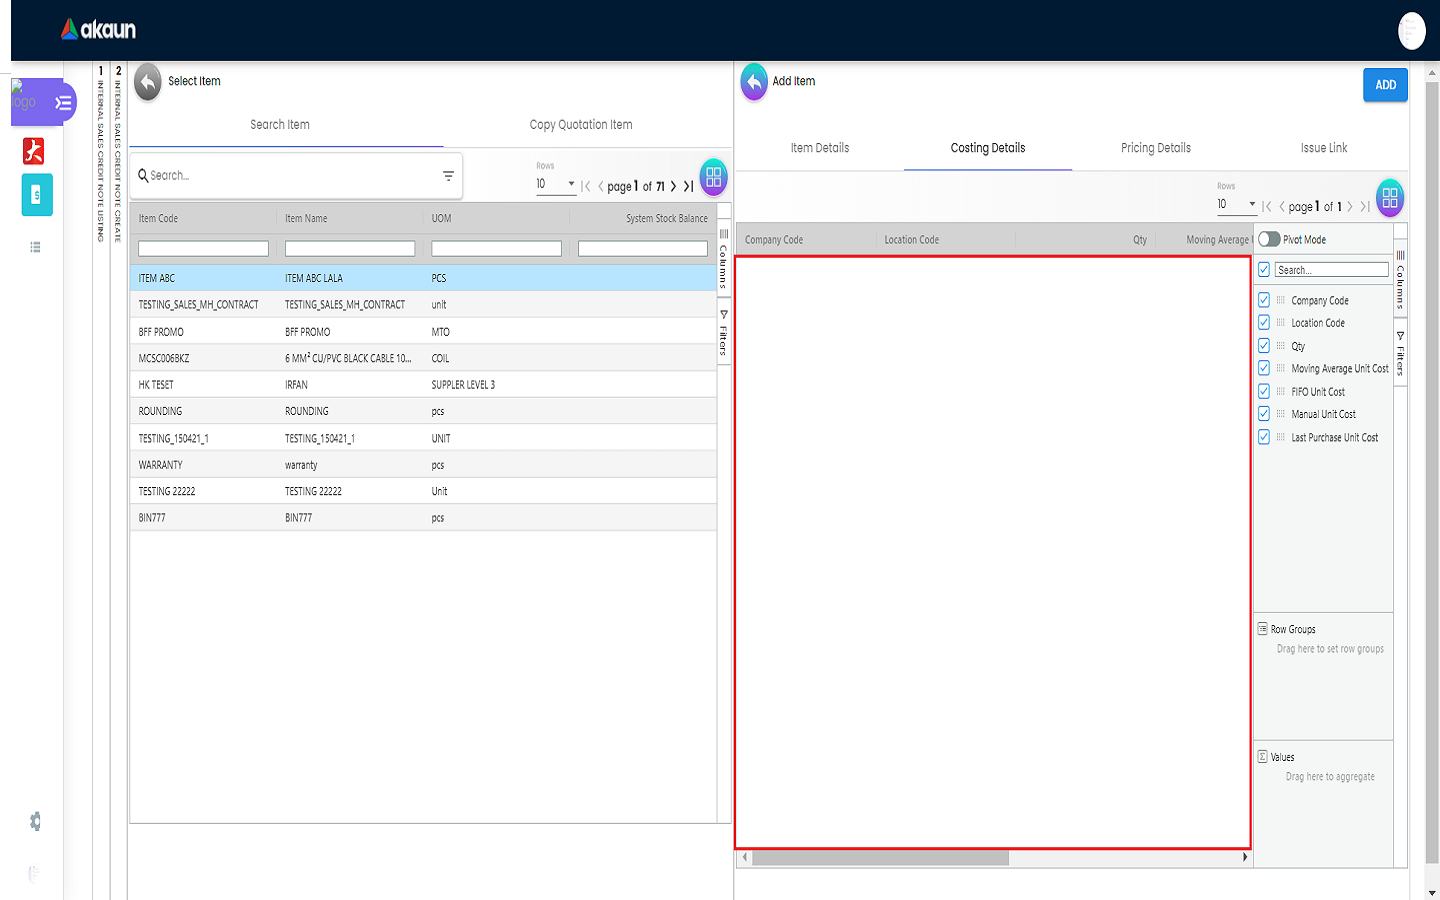 akaun
logo
1 INTERNAL SALES CREDIT NOTE LISTING
2 INTERNAL SALES CREDIT NOTE CREATE
Select Item
Search Item Copy Quotation Item
Search...
Rows
10
page 1 of 71
Item Code Item Name UOM System Stock Balance
ITEM ABC ITEM ABC LALA PCS
TESTING_SALES_MH_CONTRACT TESTING_SALES_MH_CONTRACT unit
BFF PROMO BFF PROMO MTO
MCSC006BKZ 6 MM² CU/PVC BLACK CABLE 10... COIL
HK TESET IRFAN SUPPLER LEVEL 3
ROUNDING ROUNDING pcs
TESTING_150421_1 TESTING_150421_1 UNIT
WARRANTY warranty pcs
TESTING 22222 TESTING 22222 Unit
BIN777 BIN777 pcs
Columns
Filters
Add Item
ADD
Item Details Costing Details Pricing Details Issue Link
Rows
10
page 1 of 1
Company Code Location Code Qty Moving Average
Pivot Mode
Search...
Company Code
Location Code
Qty
Moving Average Unit Cost
FIFO Unit Cost
Manual Unit Cost
Last Purchase Unit Cost
Row Groups
Drag here to set row groups
Values
Drag here to aggregate
Columns
Filters